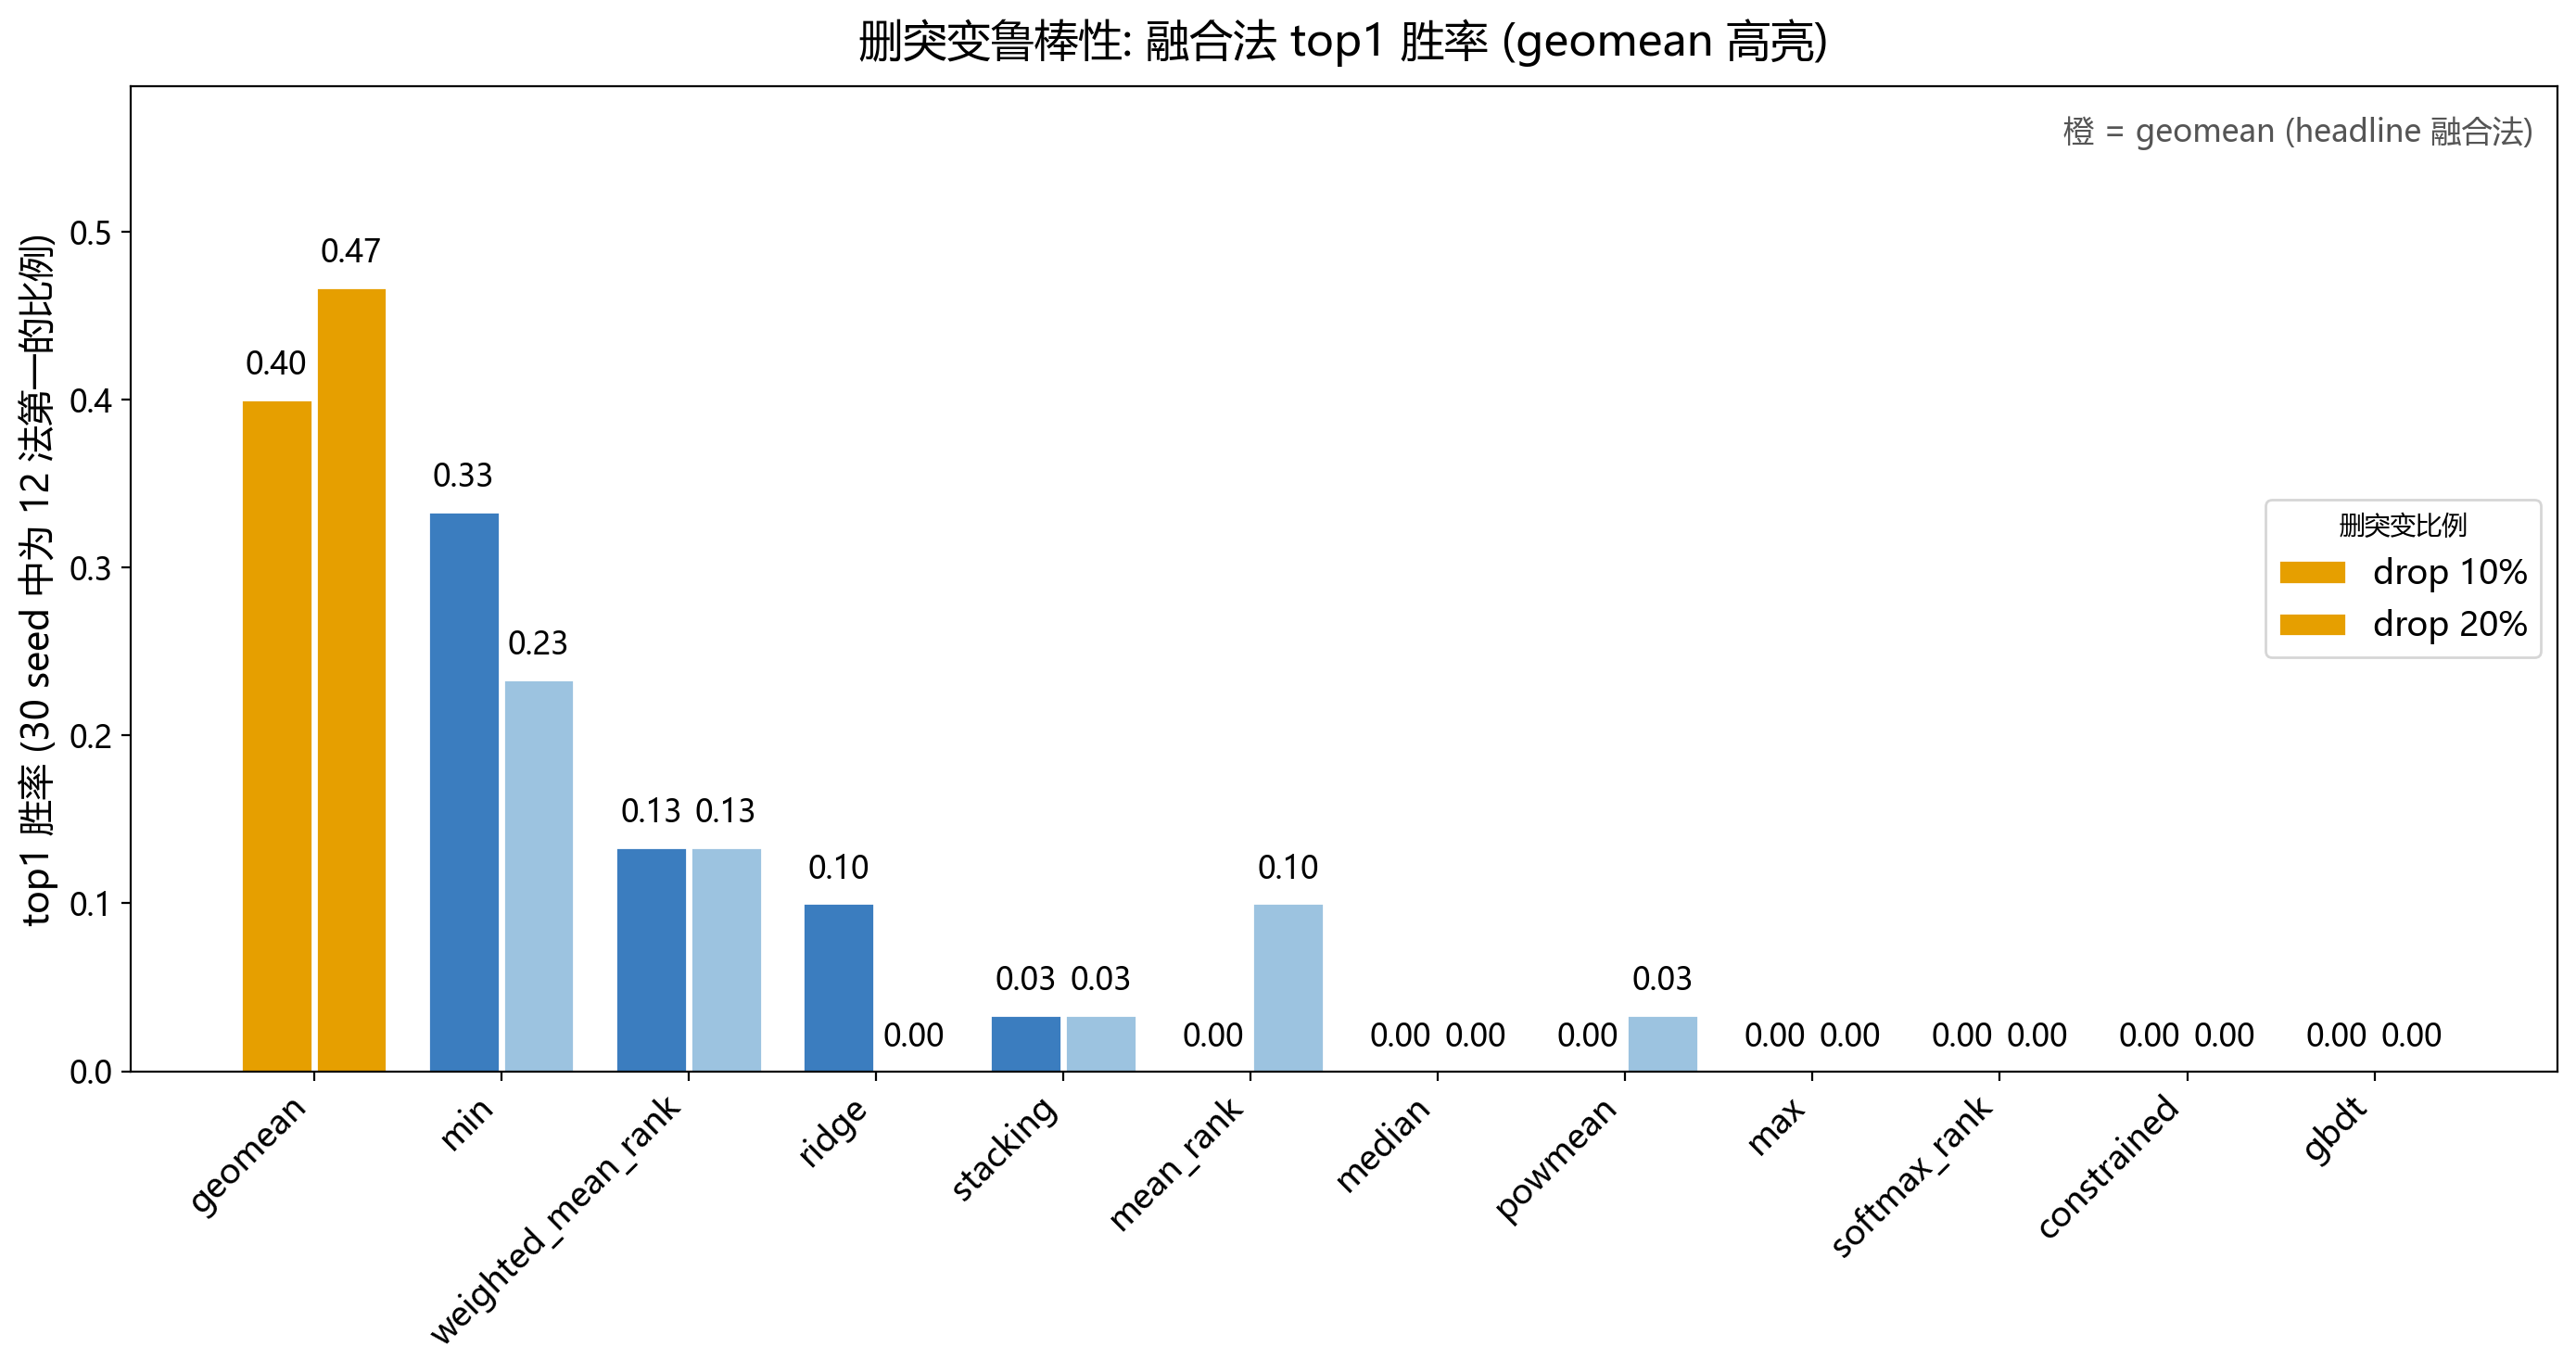 删突变鲁棒性: 融合法 top1 胜率 (geomean 高亮)
橙 = geomean (headline 融合法)
top1 胜率 (30 seed 中为 12 法第一的比例)
0.5
0.4
0.3
0.2
0.1
0.0
0.40
0.47
0.33
0.23
0.13 0.13
0.10
0.00
0.03 0.03
0.00
0.10
0.00 0.00
0.00
0.03
0.00 0.00
0.00 0.00
0.00 0.00
0.00 0.00
删突变比例
drop 10%
drop 20%
geomean
min
weighted_mean_rank
ridge
stacking
mean_rank
median
powmean
max
softmax_rank
constrained
gbdt